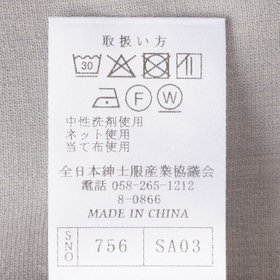 取扱い方
30
F W
中性洗剤使用
ネット使用
当て布使用
全日本紳士服産業協議会
電話 058-265-1212
8-0866
MADE IN CHINA
SNO 756 SA03